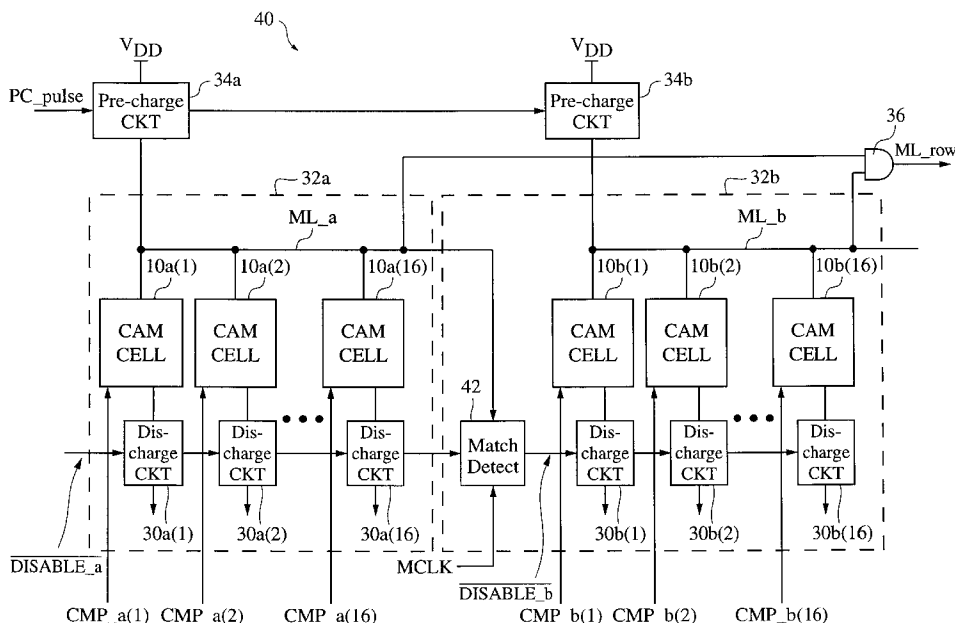 40
VDD
34a
VDD
34b
PC_pulse
Pre-charge
CKT
Pre-charge
CKT
36
ML_row
32a
32b
ML_a
ML_b
10a(1)
10a(2)
10a(16)
10b(1)
10b(2)
10b(16)
CAM
CELL
CAM
CELL
CAM
CELL
CAM
CELL
CAM
CELL
CAM
CELL
42
Dis-
charge
CKT
Dis-
charge
CKT
Dis-
charge
CKT
Match
Detect
Dis-
charge
CKT
Dis-
charge
CKT
Dis-
charge
CKT
30a(1)
30a(2)
30a(16)
30b(1)
30b(2)
30b(16)
DISABLE_a
MCLK
DISABLE_b
CMP_a(1)
CMP_a(2)
CMP_a(16)
CMP_b(1)
CMP_b(2)
CMP_b(16)